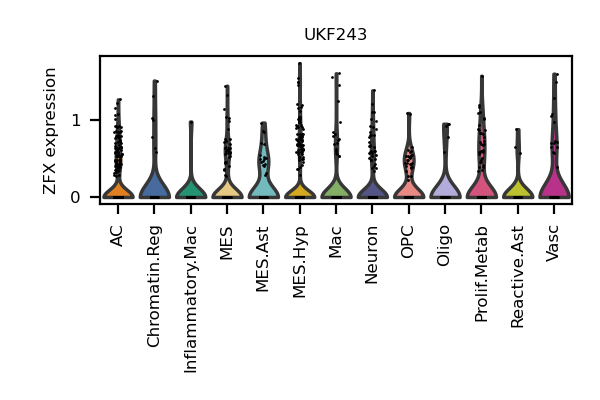 UKF243
ZFX expression
1
0
AC
Chromatin.Reg
Inflammatory.Mac
MES
MES.Ast
MES.Hyp
Mac
Neuron
OPC
Oligo
Prolif.Metab
Reactive.Ast
Vasc